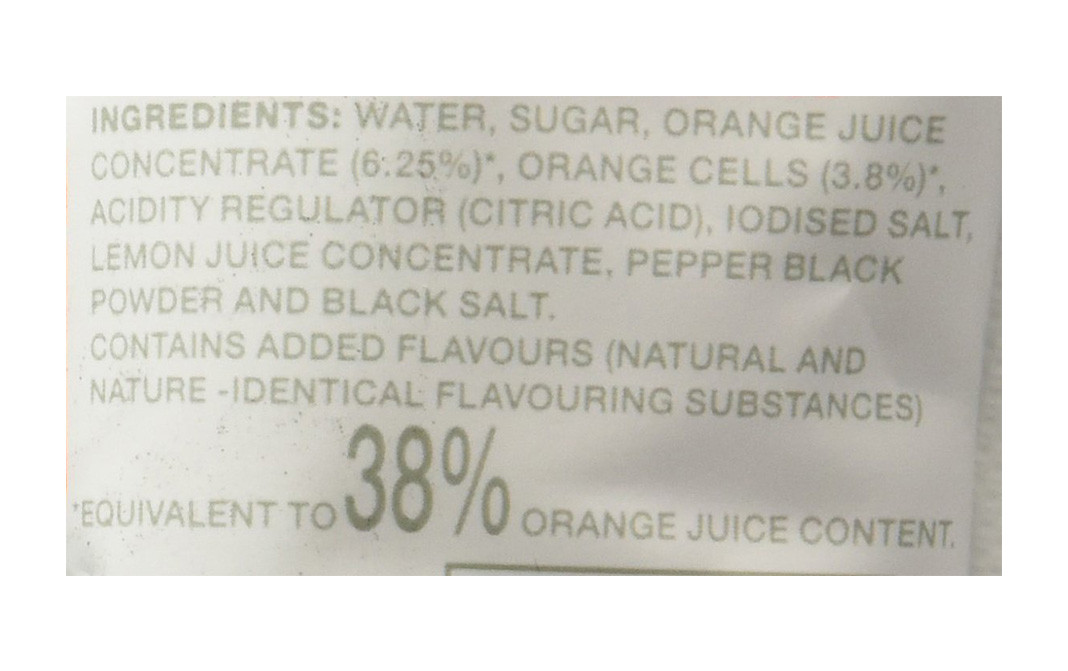 INGREDIENTS: WATER, SUGAR, ORANGE JUICE
CONCENTRATE (6.25%)*, ORANGE CELLS (3.8%)*,
ACIDITY REGULATOR (CITRIC ACID), IODISED SALT,
LEMON JUICE CONCENTRATE, PEPPER BLACK
POWDER AND BLACK SALT.
CONTAINS ADDED FLAVOURS (NATURAL AND
NATURE -IDENTICAL FLAVOURING SUBSTANCES)
*EQUIVALENT TO 38% ORANGE JUICE CONTENT.